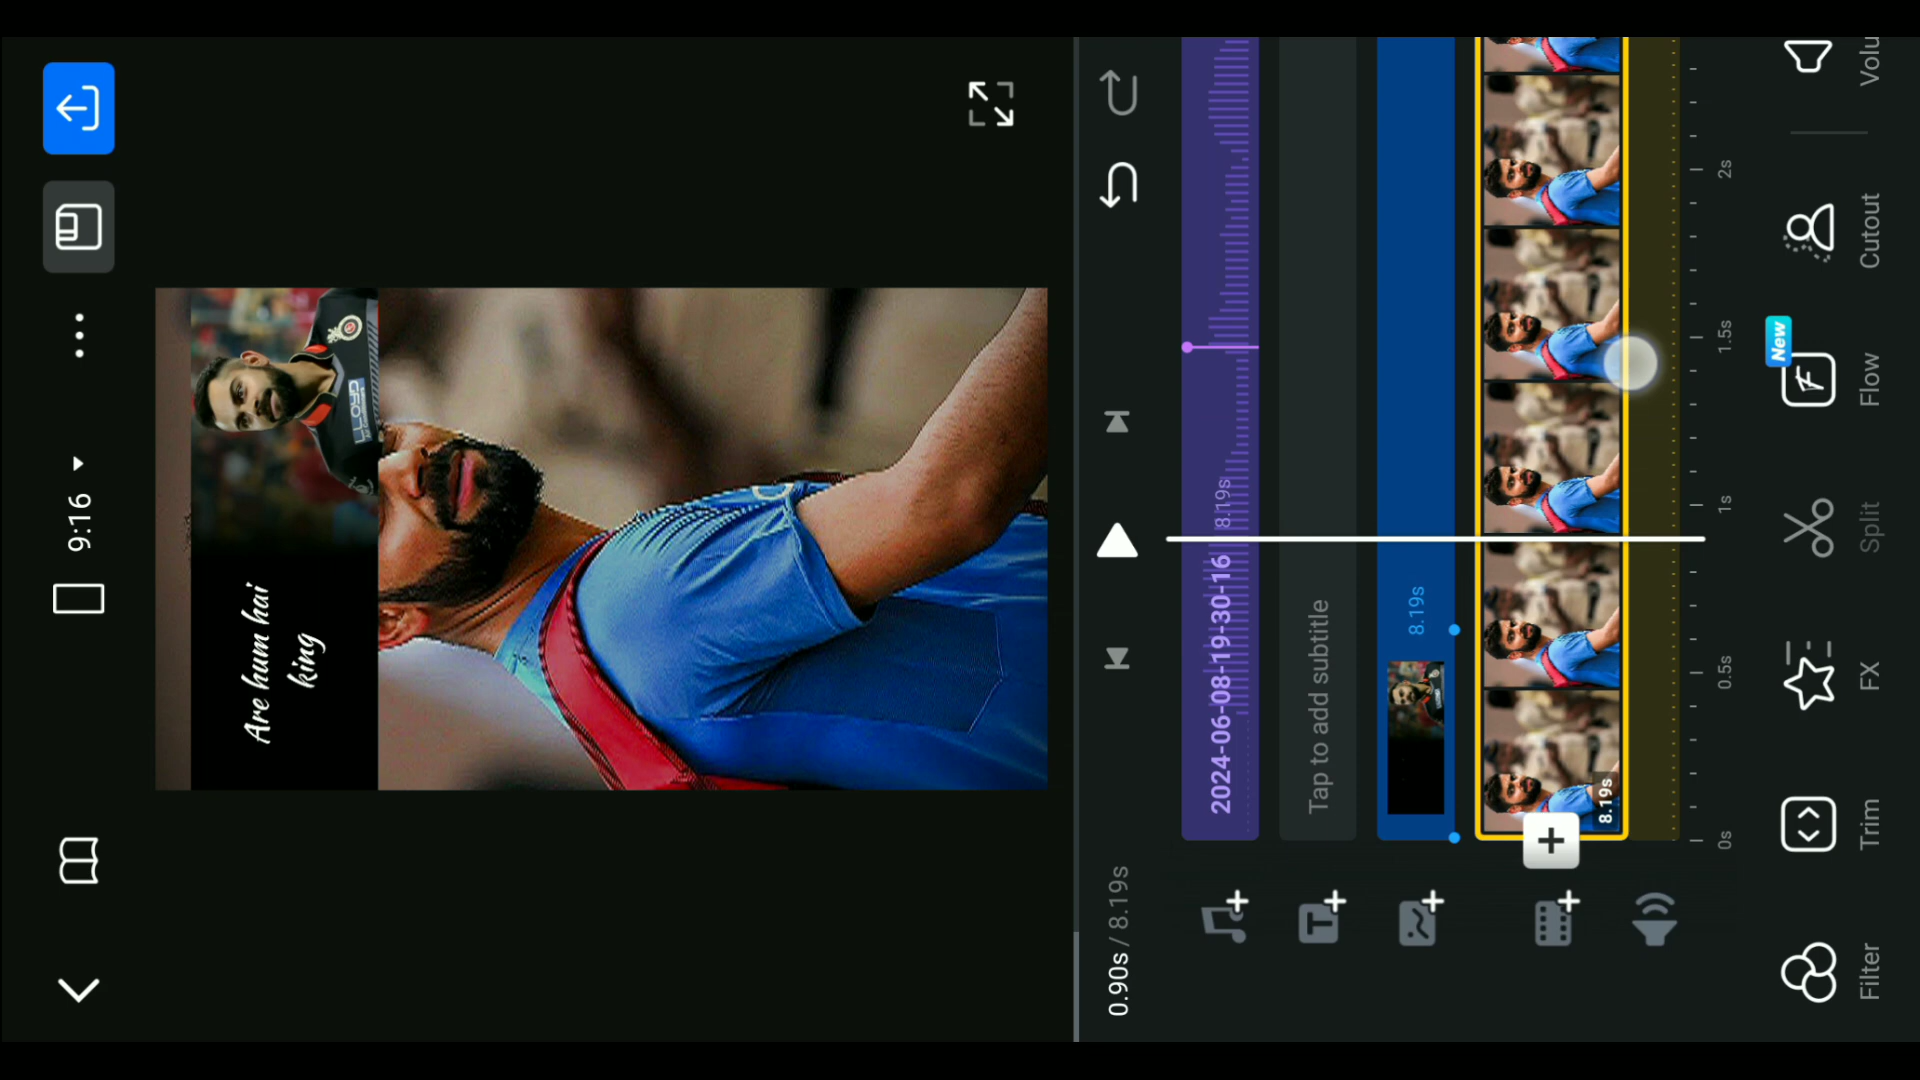 9:16
Are hum hai
king
0.90s / 8.19s
2024-06-08-19-30-16
8.19s
Tap to add subtitle
8.19s
8.19s
0s
0.5s
1s
1.5s
2s
Filter
Trim
FX
Split
New
Flow
Cutout
Volu